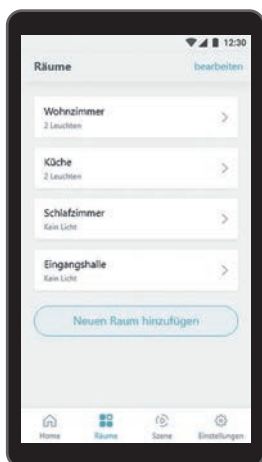 12:30
Räume bearbeiten
Wohnzimmer
2 Leuchten
Küche
2 Leuchten
Schlafzimmer
Kein Licht
Eingangshalle
Kein Licht
Neuen Raum hinzufügen
Home Räume Szene Einstellungen